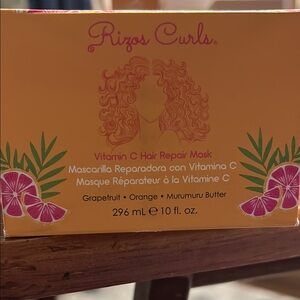 Rizos Curls®
Vitamin C Hair Repair Mask
Mascarilla Reparadora con Vitamina C
Masque Réparateur à la Vitamine C
Grapefruit • Orange • Murumuru Butter
296 mL ℮ 10 fl. oz.